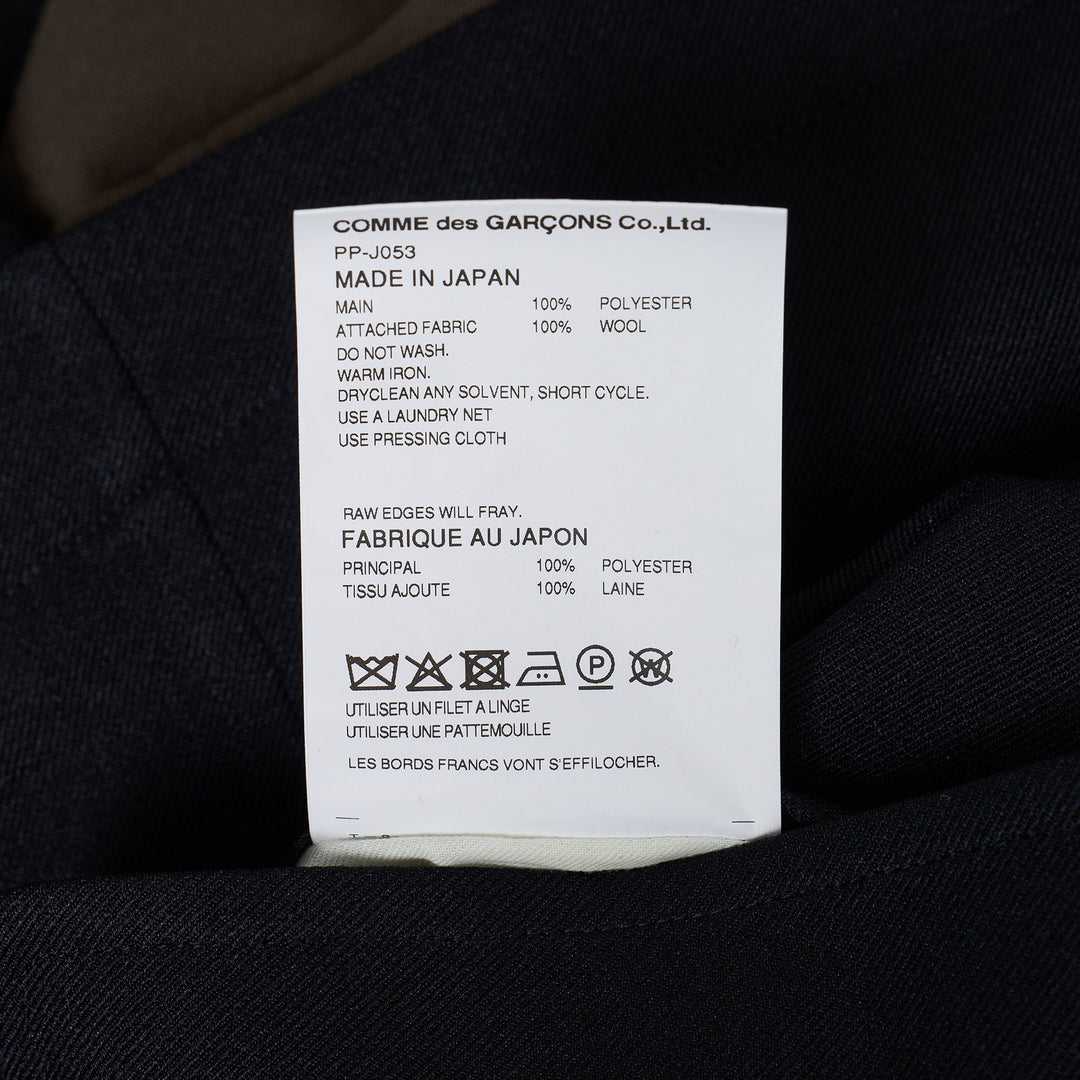 COMME des GARÇONS Co.,Ltd.
PP-J053
MADE IN JAPAN
MAIN 100% POLYESTER
ATTACHED FABRIC 100% WOOL
DO NOT WASH.
WARM IRON.
DRYCLEAN ANY SOLVENT, SHORT CYCLE.
USE A LAUNDRY NET
USE PRESSING CLOTH
RAW EDGES WILL FRAY.
FABRIQUE AU JAPON
PRINCIPAL 100% POLYESTER
TISSU AJOUTE 100% LAINE
P W
UTILISER UN FILET A LINGE
UTILISER UNE PATTEMOUILLE
LES BORDS FRANCS VONT S'EFFILOCHER.